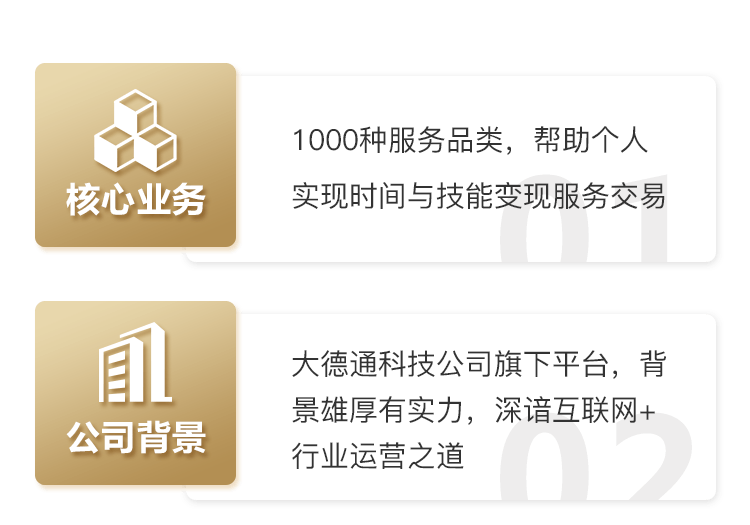 核心业务
1000种服务品类，帮助个人
实现时间与技能变现服务交易
01
公司背景
大德通科技公司旗下平台，背
景雄厚有实力，深谙互联网+
行业运营之道
02